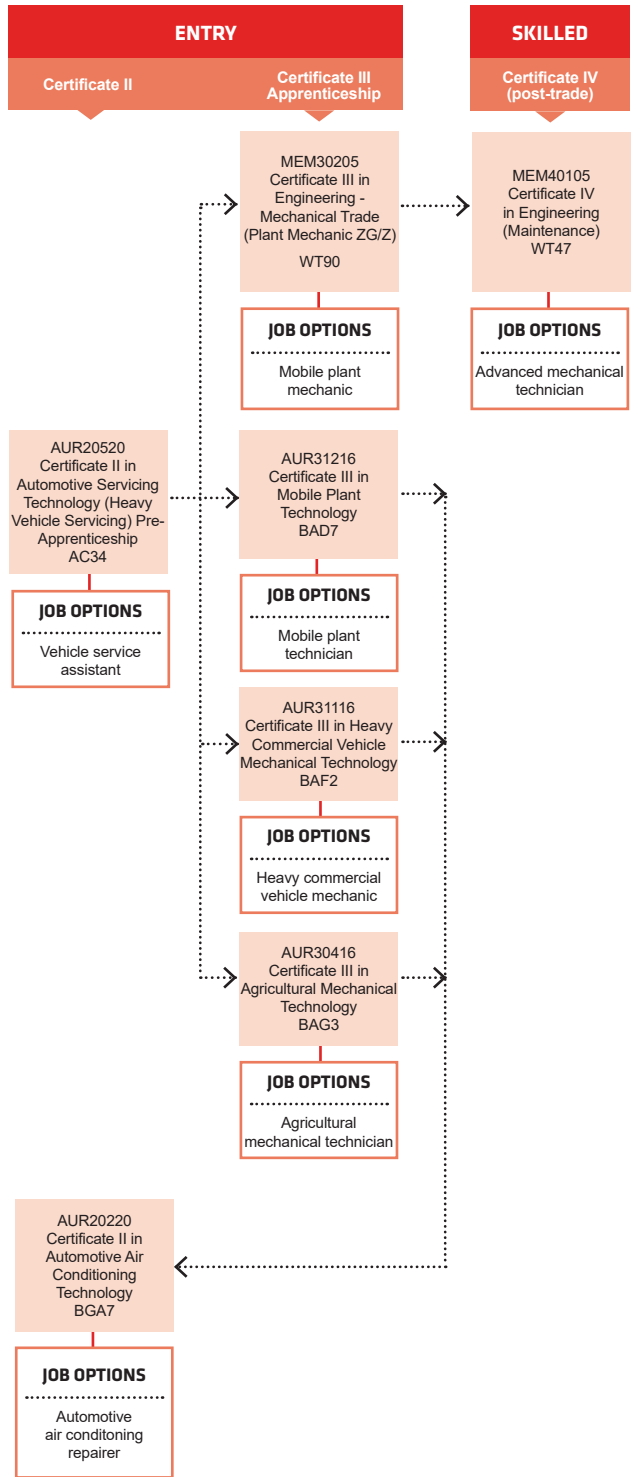 ENTRY
SKILLED
Certificate II
Certificate III
Apprenticeship
Certificate IV
(post-trade)
MEM30205
Certificate III in
Engineering -
Mechanical Trade
(Plant Mechanic ZG/Z)
WT90
JOB OPTIONS
Mobile plant
mechanic
MEM40105
Certificate IV
in Engineering
(Maintenance)
WT47
JOB OPTIONS
Advanced mechanical
technician
AUR20520
Certificate II in
Automotive Servicing
Technology (Heavy
Vehicle Servicing) Pre-
Apprenticeship
AC34
JOB OPTIONS
Vehicle service
assistant
AUR31216
Certificate III in
Mobile Plant
Technology
BAD7
JOB OPTIONS
Mobile plant
technician
AUR31116
Certificate III in Heavy
Commercial Vehicle
Mechanical Technology
BAF2
JOB OPTIONS
Heavy commercial
vehicle mechanic
AUR30416
Certificate III in
Agricultural Mechanical
Technology
BAG3
JOB OPTIONS
Agricultural
mechanical technician
AUR20220
Certificate II in
Automotive Air
Conditioning
Technology
BGA7
JOB OPTIONS
Automotive
air conditoning
repairer